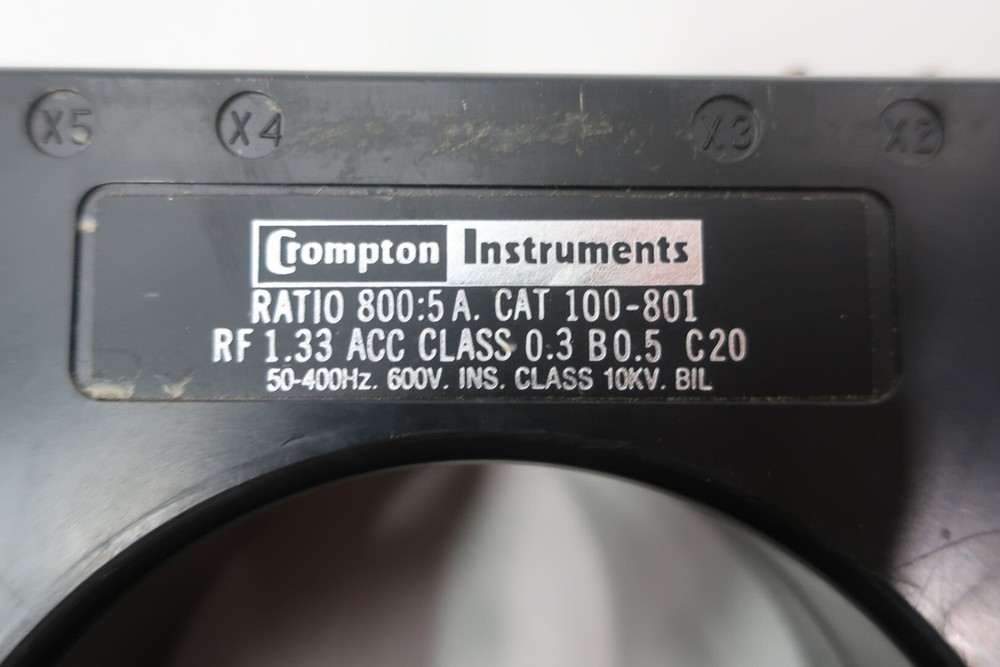 X5 X4 X3 X2
Crompton Instruments
RATIO 800:5 A. CAT 100-801
RF 1.33 ACC CLASS 0.3 B0.5 C20
50-400Hz. 600V. INS. CLASS 10KV. BIL